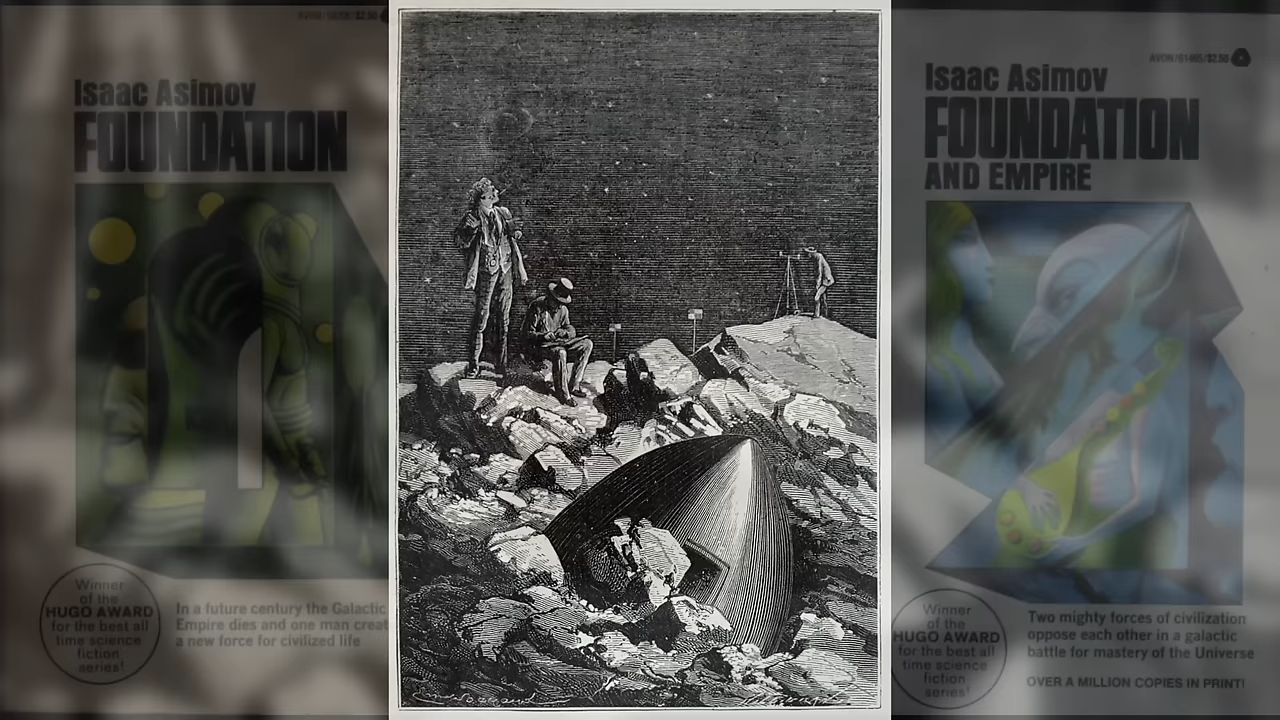 Isaac Asimov
FOUNDATION
Winner
of the
HUGO AWARD
for the best all
time science
fiction
series!
In a future century the Galactic
Empire dies and one man creat
a new force for civilized life
AVON/61465/$2.50
Isaac Asimov
FOUNDATION
AND EMPIRE
Winner
of the
HUGO AWARD
for the best all
time science
fiction
series!
Two mighty forces of civilization
oppose each other in a galactic
battle for mastery of the Universe
OVER A MILLION COPIES IN PRINT!